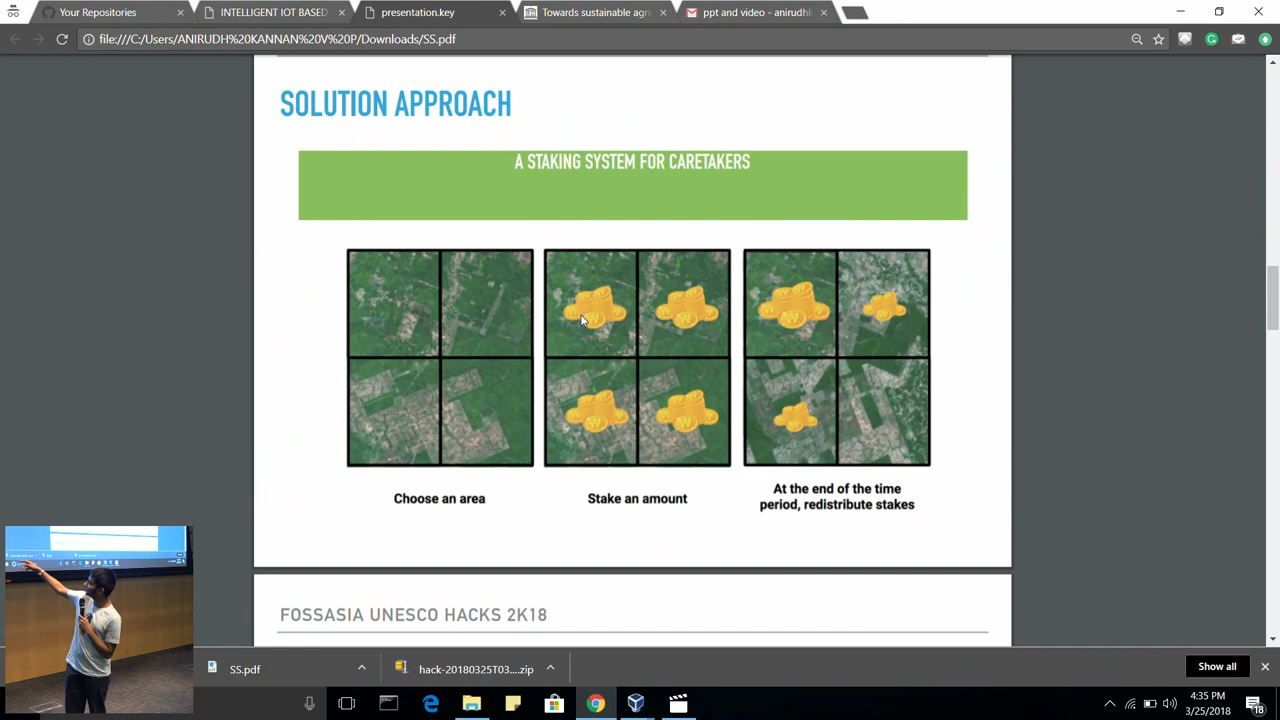 Your Repositories
INTELLIGENT IOT BASED
presentation.key
Towards sustainable agri
ppt and video - anirudhk
file:///C:/Users/ANIRUDH%20KANNAN%20V%20P/Downloads/SS.pdf
SOLUTION APPROACH
A STAKING SYSTEM FOR CARETAKERS
Choose an area
Stake an amount
At the end of the time
period, redistribute stakes
FOSSASIA UNESCO HACKS 2K18
SS.pdf
hack-20180325T03....zip
Show all
4:35 PM
3/25/2018
18